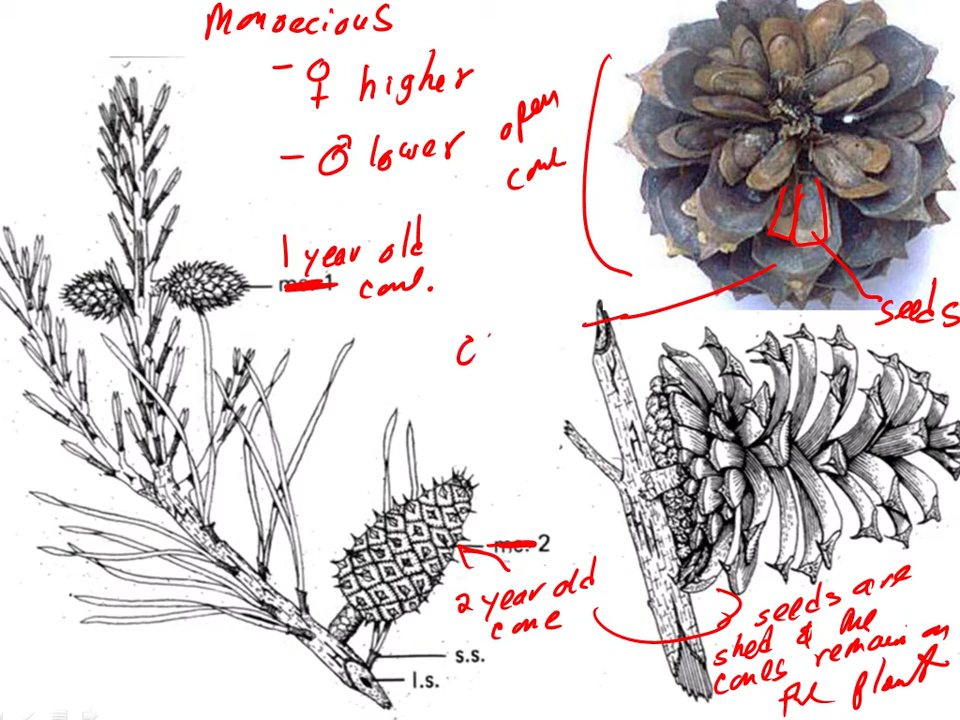 Monoecious
- ♀ higher
- ♂ lower
open
cone
1 year old
cone.
seeds
2
2 year old
cone
s.s.
l.s.
seeds are
shed & the
cones remain on
the plant